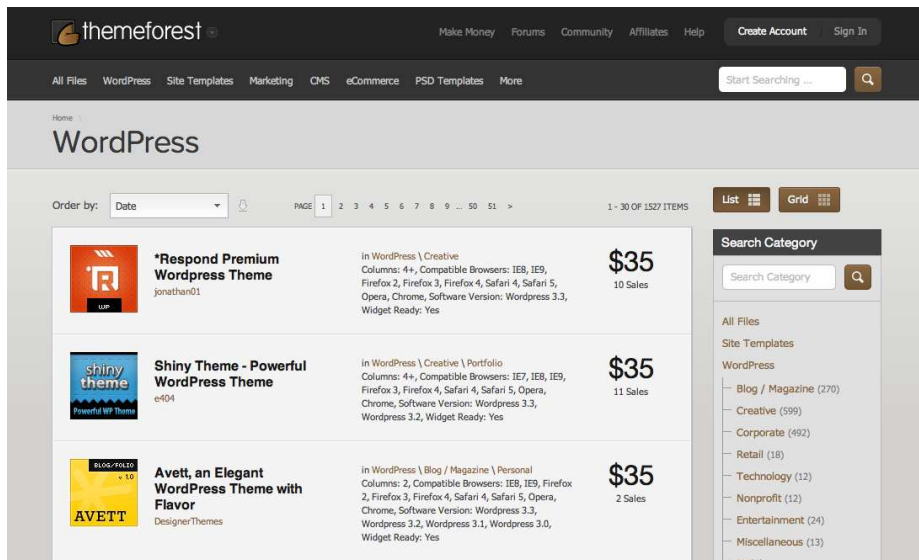 themeforest
Make Money Forums Community Affiliates Help Create Account Sign In
All Files WordPress Site Templates Marketing CMS eCommerce PSD Templates More Start Searching ...
Home \
WordPress
Order by: Date PAGE 1 2 3 4 5 6 7 8 9 ... 50 51 > 1 - 30 OF 1527 ITEMS List Grid
R
WP
*Respond Premium
Wordpress Theme
jonathan01
in WordPress \ Creative
Columns: 4+, Compatible Browsers: IE8, IE9,
Firefox 2, Firefox 3, Firefox 4, Safari 4, Safari 5,
Opera, Chrome, Software Version: Wordpress 3.3,
Widget Ready: Yes
$35
10 Sales
shiny
theme
Powerful WP Theme
Shiny Theme - Powerful
WordPress Theme
e404
in WordPress \ Creative \ Portfolio
Columns: 4+, Compatible Browsers: IE7, IE8, IE9,
Firefox 3, Firefox 4, Safari 4, Safari 5, Opera,
Chrome, Software Version: Wordpress 3.3,
Wordpress 3.2, Widget Ready: Yes
$35
11 Sales
BLOG/FOLIO
v 1.0
AVETT
Avett, an Elegant
WordPress Theme with
Flavor
DesignerThemes
in WordPress \ Blog / Magazine \ Personal
Columns: 2, Compatible Browsers: IE8, IE9, Firefox
2, Firefox 3, Firefox 4, Safari 4, Safari 5, Opera,
Chrome, Software Version: Wordpress 3.3,
Wordpress 3.2, Wordpress 3.1, Wordpress 3.0,
Widget Ready: Yes
$35
2 Sales
Search Category
Search Category
All Files
Site Templates
WordPress
Blog / Magazine (270)
Creative (599)
Corporate (492)
Retail (18)
Technology (12)
Nonprofit (12)
Entertainment (24)
Miscellaneous (13)